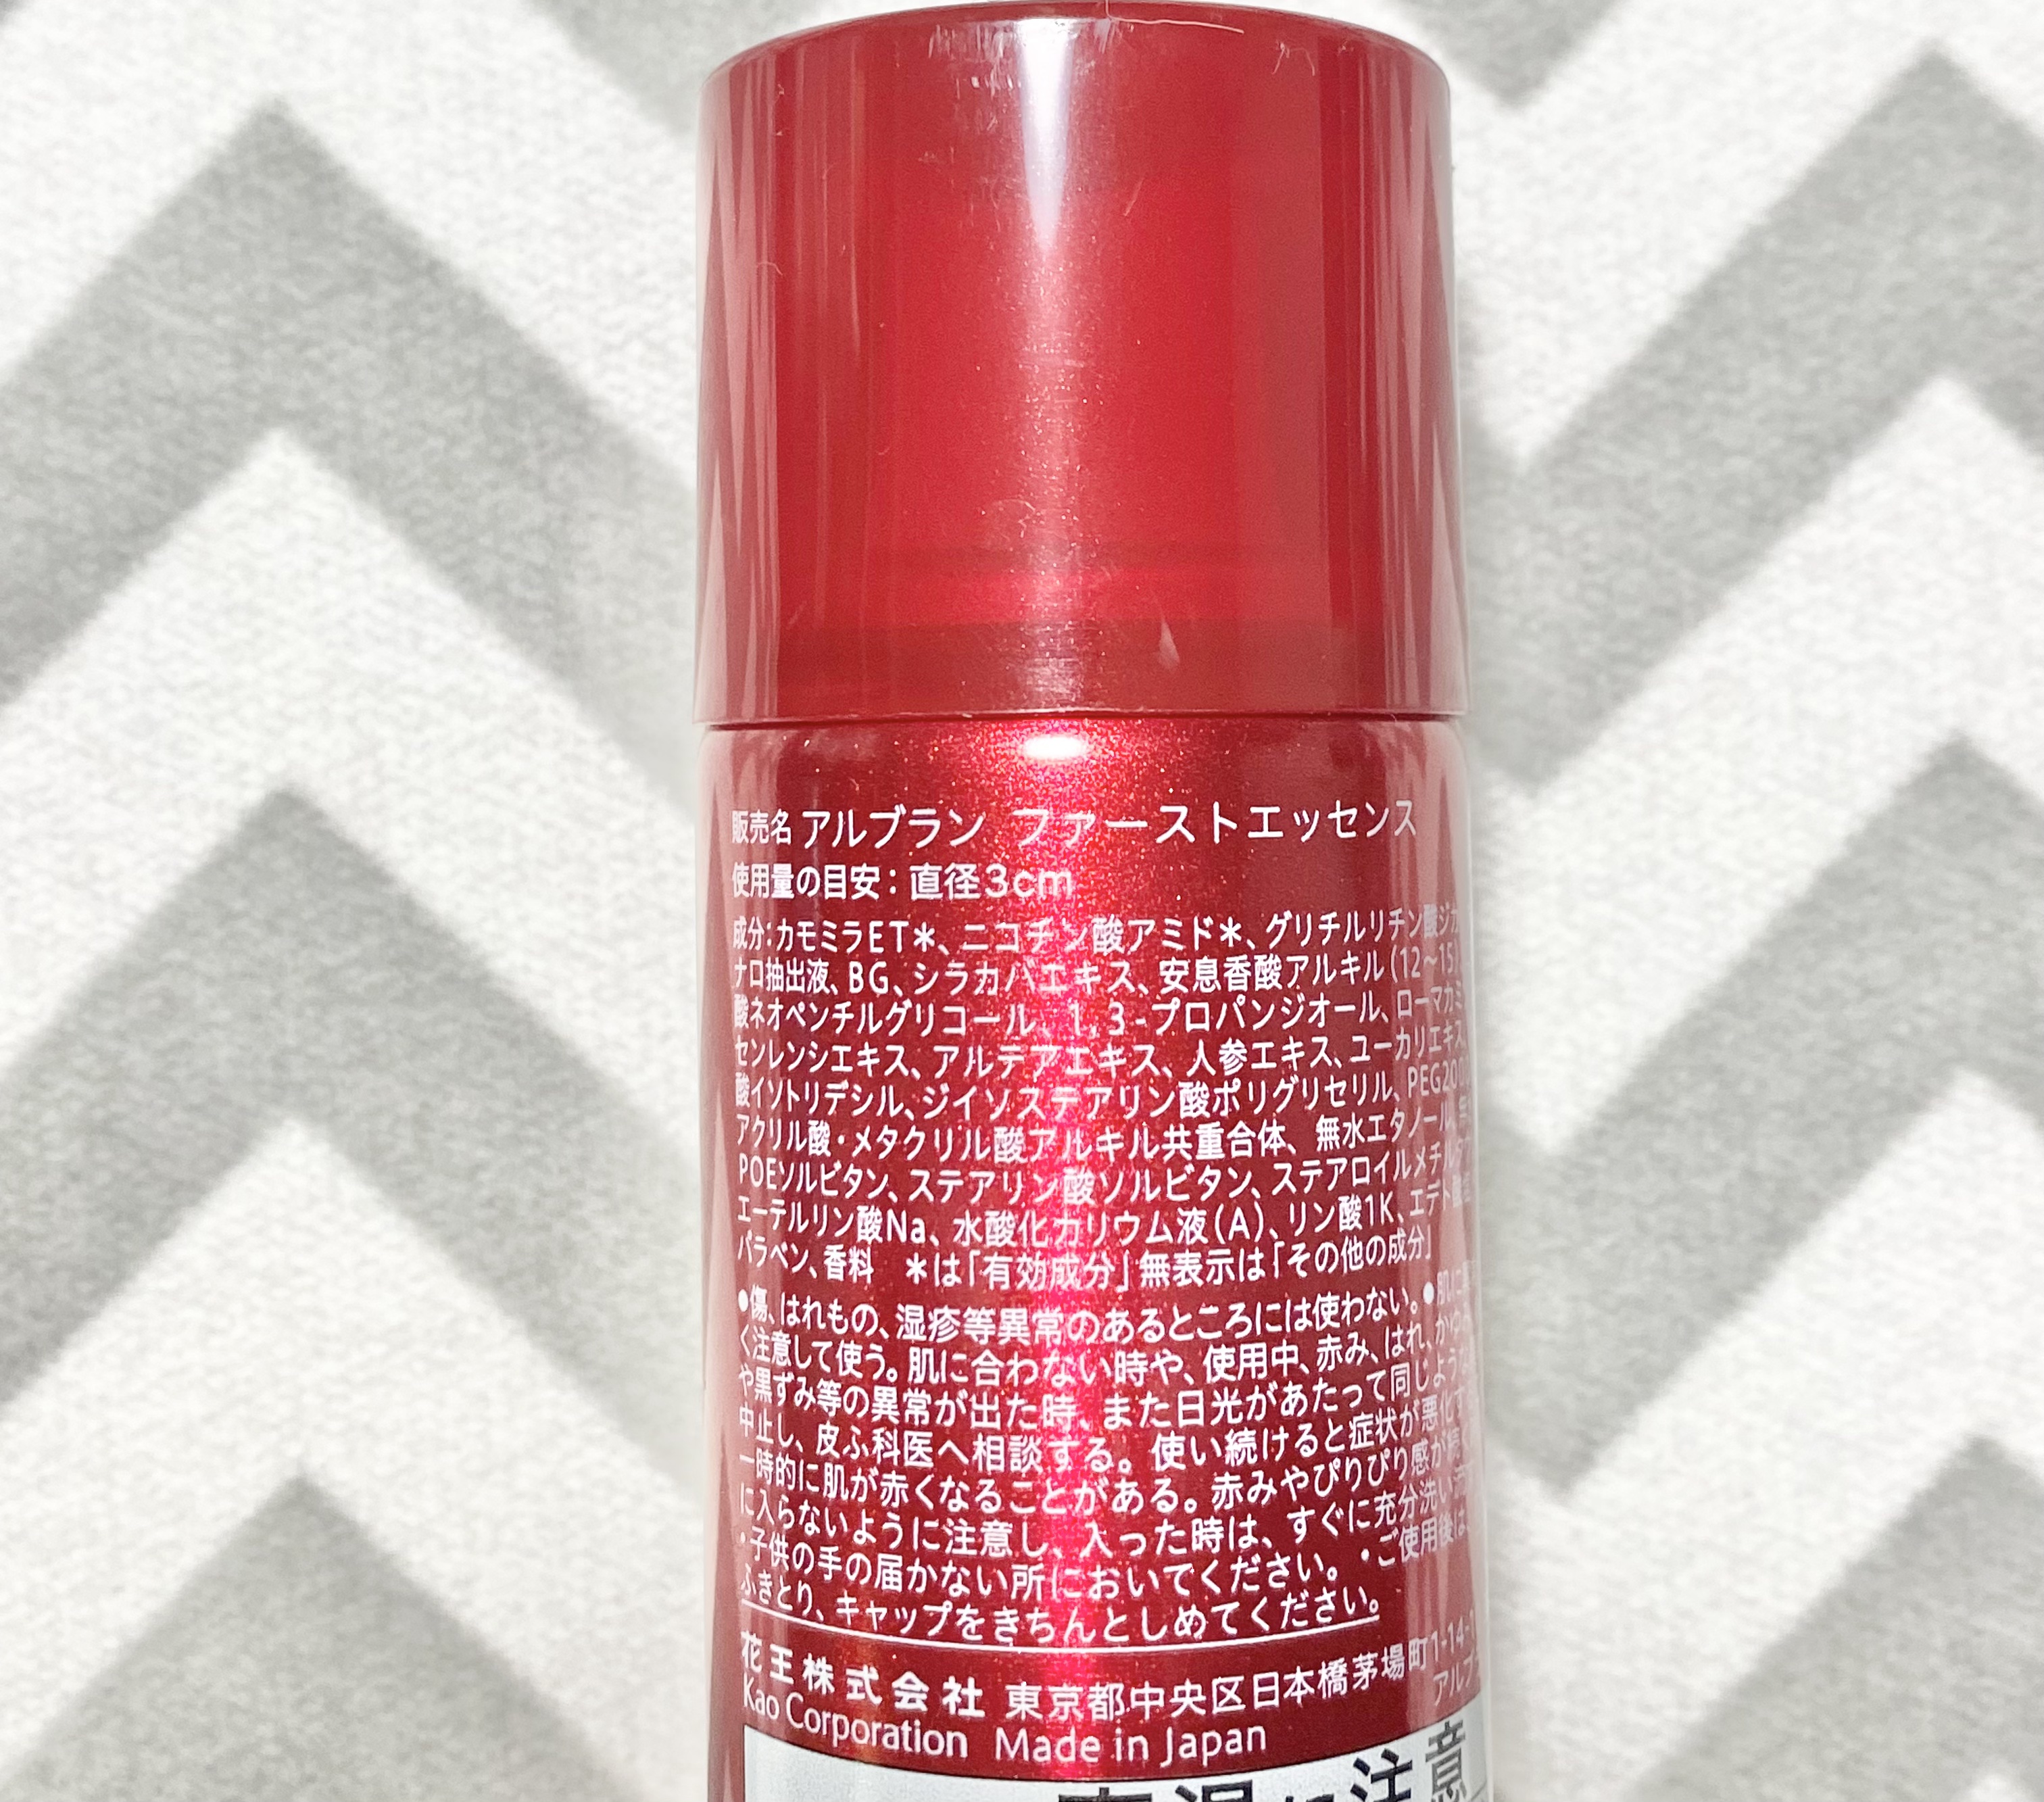 販売名 アルブラン ファーストエッセンス
使用量の目安：直径3cm
成分：カモミラET＊、ニコチン酸アミド＊、グリチルリチン酸ジカ
ナロ抽出液、BG、シラカバエキス、安息香酸アルキル（12～15）
酸ネオペンチルグリコール、1,3-プロパンジオール、ローマカミ
センレンシエキス、アルテアエキス、人参エキス、ユーカリエキス、
酸イソトリデシル、ジイソステアリン酸ポリグリセリル、PEG20
アクリル酸・メタクリル酸アルキル共重合体、無水エタノール、
POEソルビタン、ステアリン酸ソルビタン、ステアロイルメチルタ
エーテルリン酸Na、水酸化カリウム液（A）、リン酸1K、エデト酸
パラベン、香料 ＊は「有効成分」無表示は「その他の成分」
●傷、はれもの、湿疹等異常のあるところには使わない。●肌に
く注意して使う。肌に合わない時や、使用中、赤み、はれ、かゆみ
や黒ずみ等の異常が出た時、また日光があたって同じような
中止し、皮ふ科医へ相談する。使い続けると症状が悪化す
一時的に肌が赤くなることがある。赤みやぴりぴり感が続
に入らないように注意し、入った時は、すぐに充分洗い
・子供の手の届かない所においてください。・ご使用後は
ふきとり、キャップをきちんとしめてください。
花王株式会社 東京都中央区日本橋茅場町1-14-1
アルブ
Kao Corporation Made in Japan
高温に注意